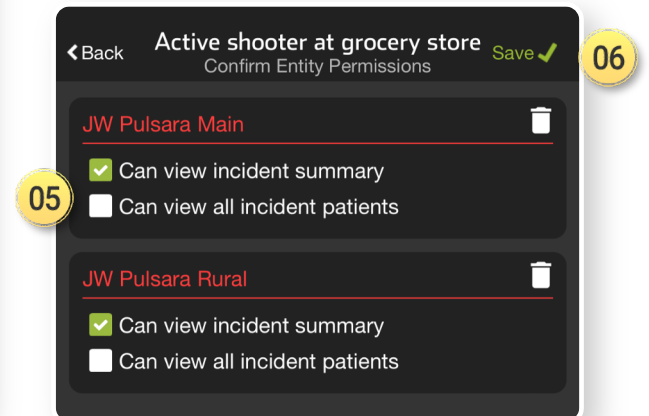 Back
Active shooter at grocery store
Save
Confirm Entity Permissions
06
JW Pulsara Main
Can view incident summary
05
Can view all incident patients
JW Pulsara Rural
Can view incident summary
Can view all incident patients